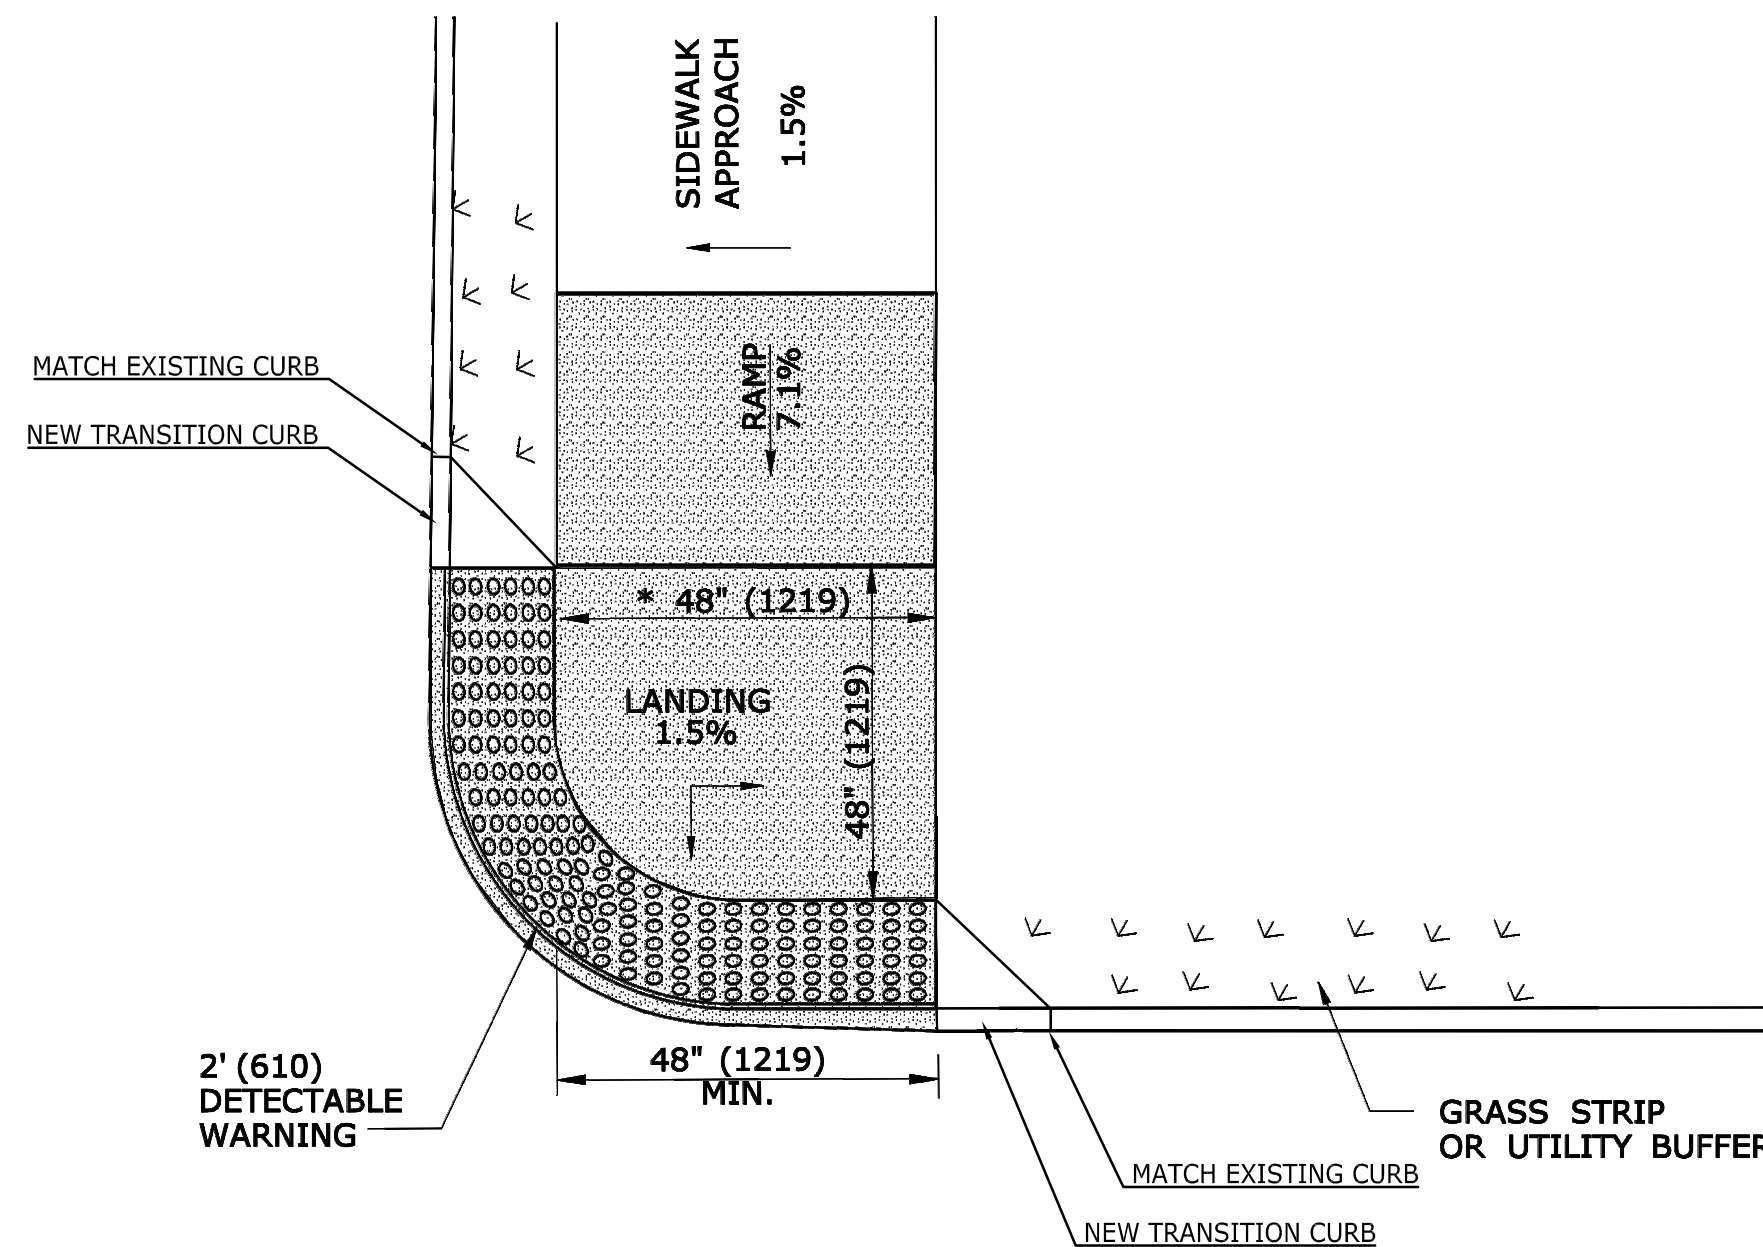 SIDEWALK
APPROACH
1.5%
MATCH EXISTING CURB
NEW TRANSITION CURB
RAMP
7.1%
* 48" (1219)
48" (1219)
LANDING
1.5%
2' (610)
DETECTABLE
WARNING
48" (1219)
MIN.
GRASS STRIP
OR UTILITY BUFFER
MATCH EXISTING CURB
NEW TRANSITION CURB